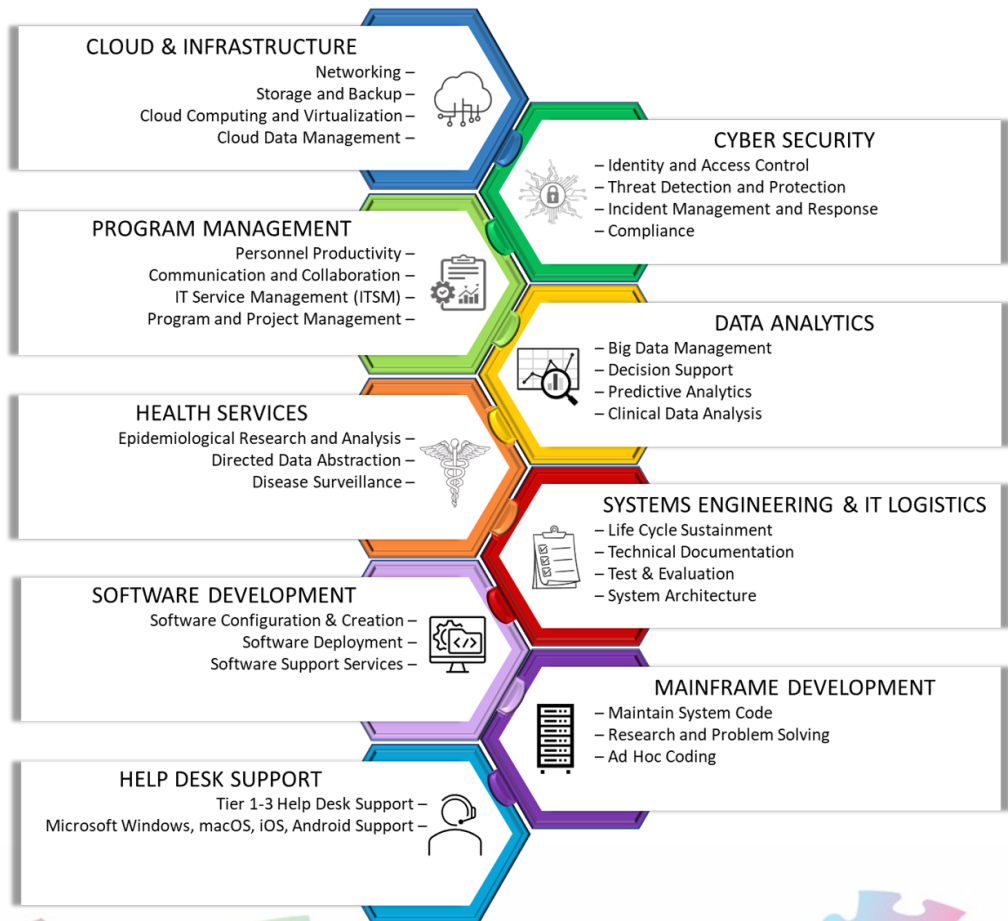 CLOUD & INFRASTRUCTURE
Networking –
Storage and Backup –
Cloud Computing and Virtualization –
Cloud Data Management –
CYBER SECURITY
– Identity and Access Control
– Threat Detection and Protection
– Incident Management and Response
– Compliance
PROGRAM MANAGEMENT
Personnel Productivity –
Communication and Collaboration –
IT Service Management (ITSM) –
Program and Project Management –
DATA ANALYTICS
– Big Data Management
– Decision Support
– Predictive Analytics
– Clinical Data Analysis
HEALTH SERVICES
Epidemiological Research and Analysis –
Directed Data Abstraction –
Disease Surveillance –
SYSTEMS ENGINEERING & IT LOGISTICS
– Life Cycle Sustainment
– Technical Documentation
– Test & Evaluation
– System Architecture
SOFTWARE DEVELOPMENT
Software Configuration & Creation –
Software Deployment –
Software Support Services –
MAINFRAME DEVELOPMENT
– Maintain System Code
– Research and Problem Solving
– Ad Hoc Coding
HELP DESK SUPPORT
Tier 1-3 Help Desk Support –
Microsoft Windows, macOS, iOS, Android Support –